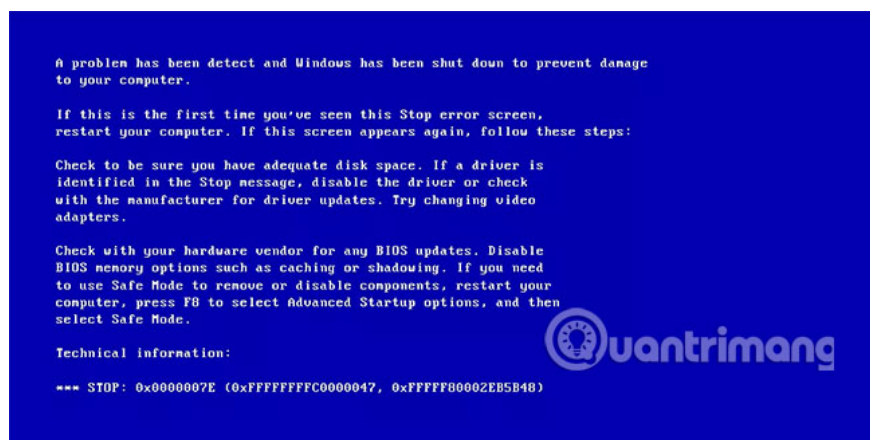 A problem has been detect and Windows has been shut down to prevent damage
to your computer.
If this is the first time you've seen this Stop error screen,
restart your computer. If this screen appears again, follow these steps:
Check to be sure you have adequate disk space. If a driver is
identified in the Stop message, disable the driver or check
with the manufacturer for driver updates. Try changing video
adapters.
Check with your hardware vendor for any BIOS updates. Disable
BIOS memory options such as caching or shadowing. If you need
to use Safe Mode to remove or disable components, restart your
computer, press F8 to select Advanced Startup options, and then
select Safe Mode.
Quantrimang
Technical information:
*** STOP: 0x0000007E (0xFFFFFFFFC0000047, 0xFFFFF80002EB5B48)